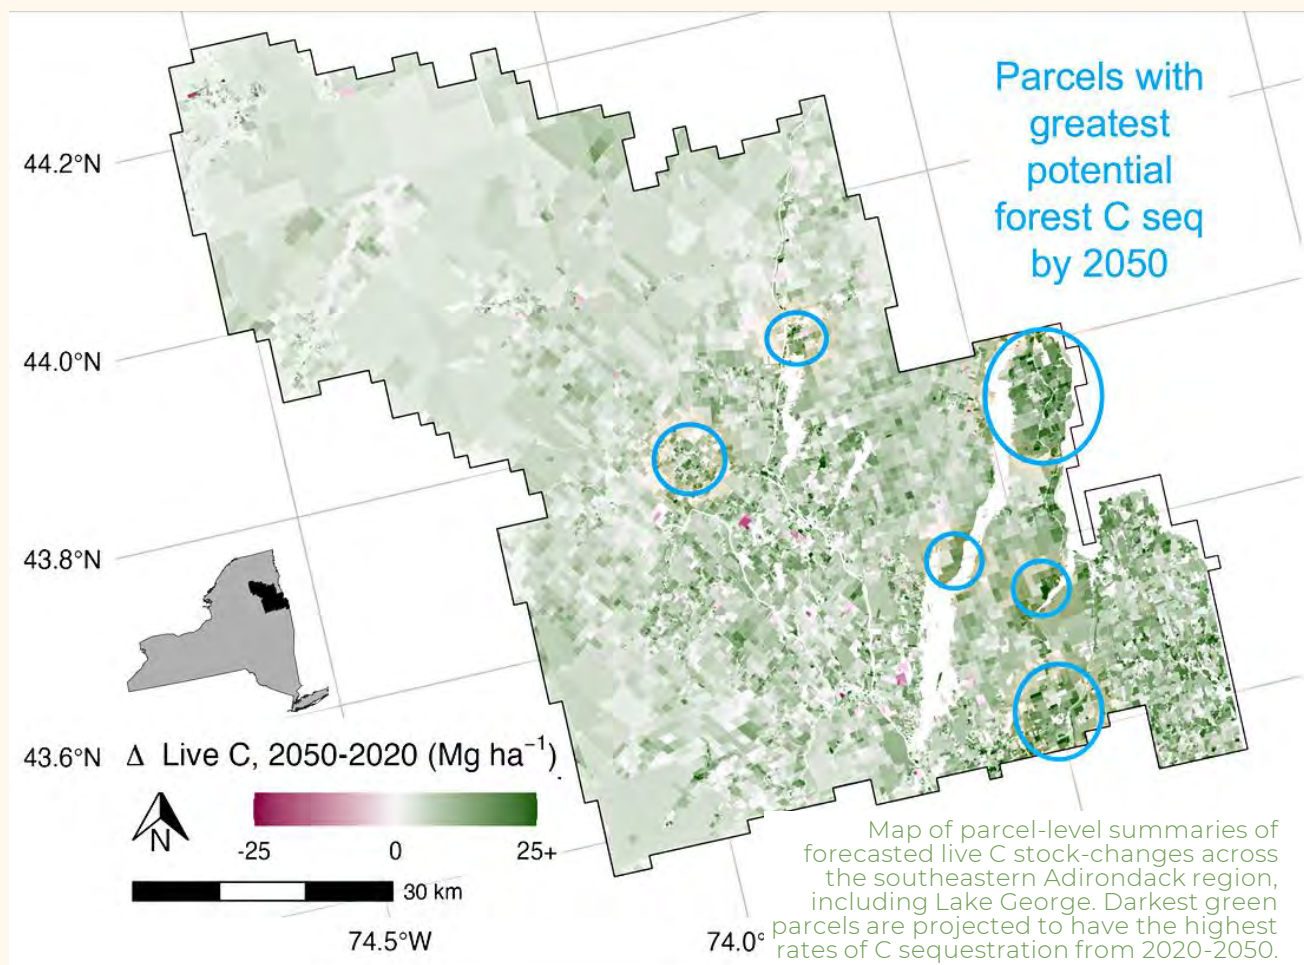 Parcels with
greatest
potential
forest C seq
by 2050
44.2°N
44.0°N
43.8°N
43.6°N
Δ Live C, 2050-2020 (Mg ha⁻¹)
N
-25 0 25+
30 km
74.5°W
74.0°
Map of parcel-level summaries of
forecasted live C stock-changes across
the southeastern Adirondack region,
including Lake George. Darkest green
parcels are projected to have the highest
rates of C sequestration from 2020-2050.